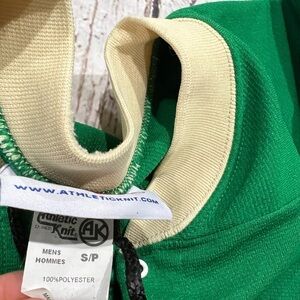 WWW.ATHLETICKNIT.COM
Athletic
Knit
AK
MENS
HOMMES
S/P
100%POLYESTER